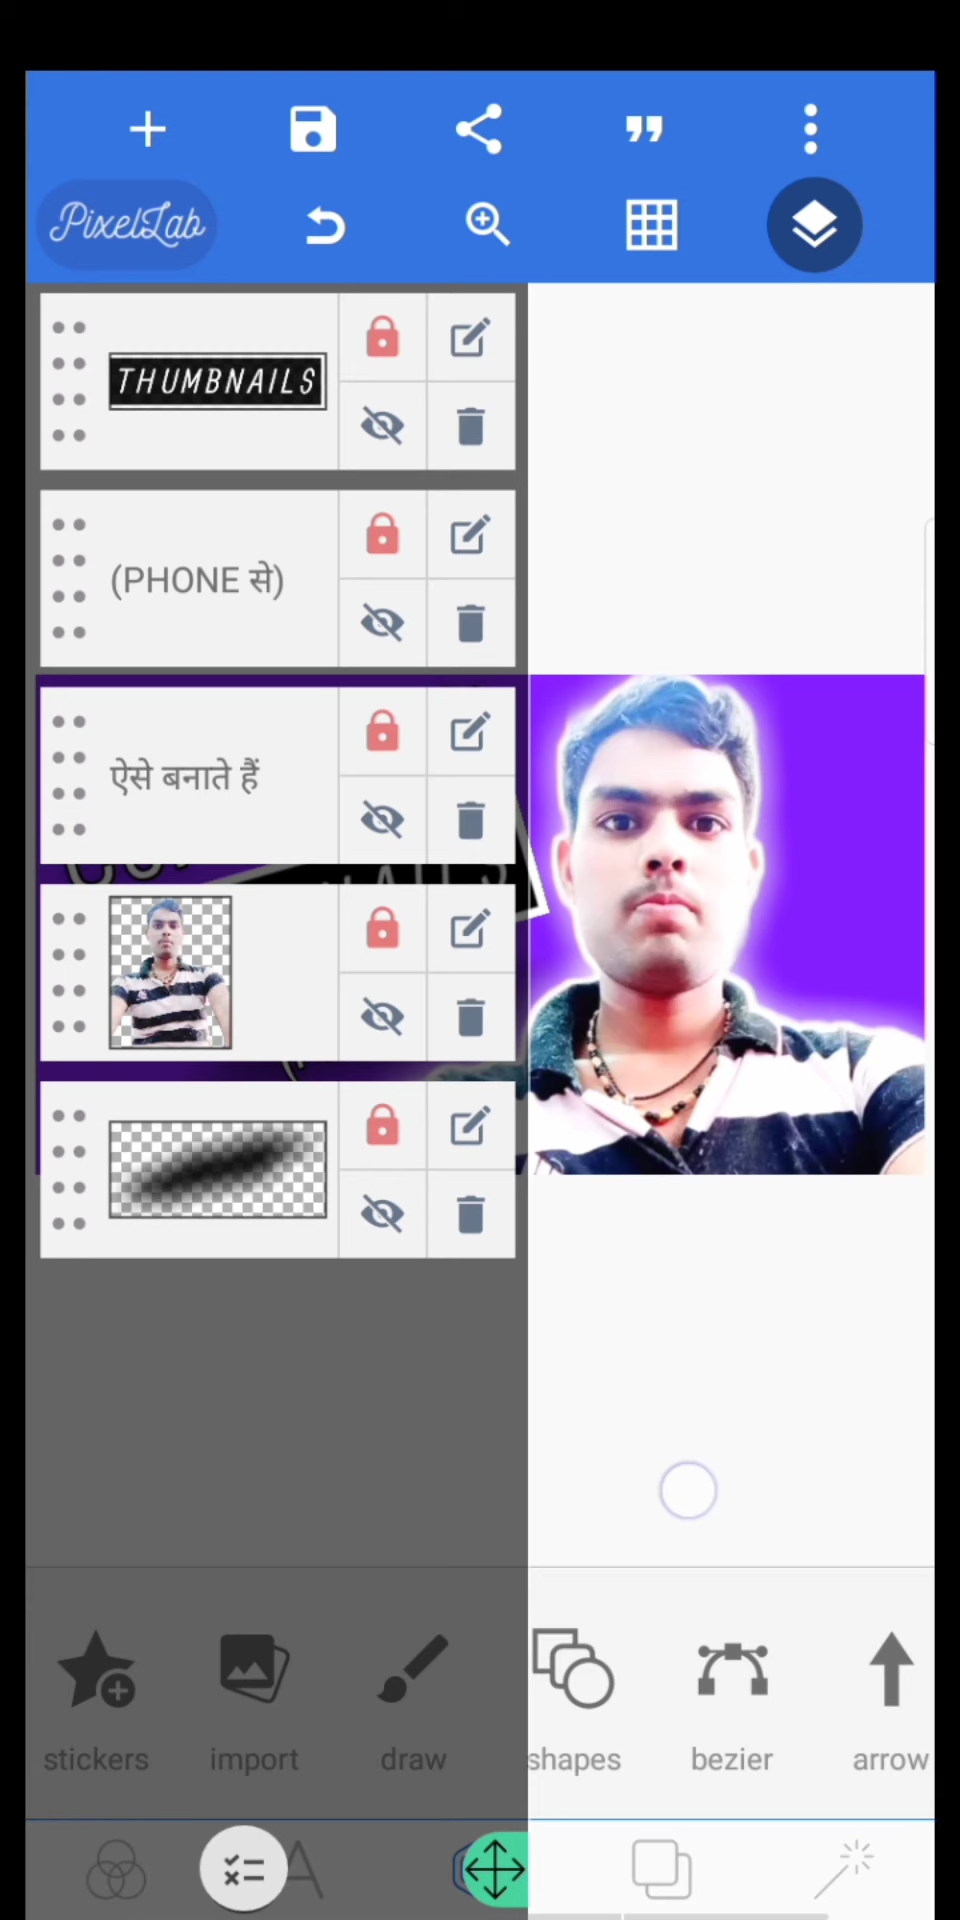 PixelLab
THUMBNAILS
(PHONE से)
ऐसे बनाते हैं
stickers
import
draw
shapes
bezier
arrow